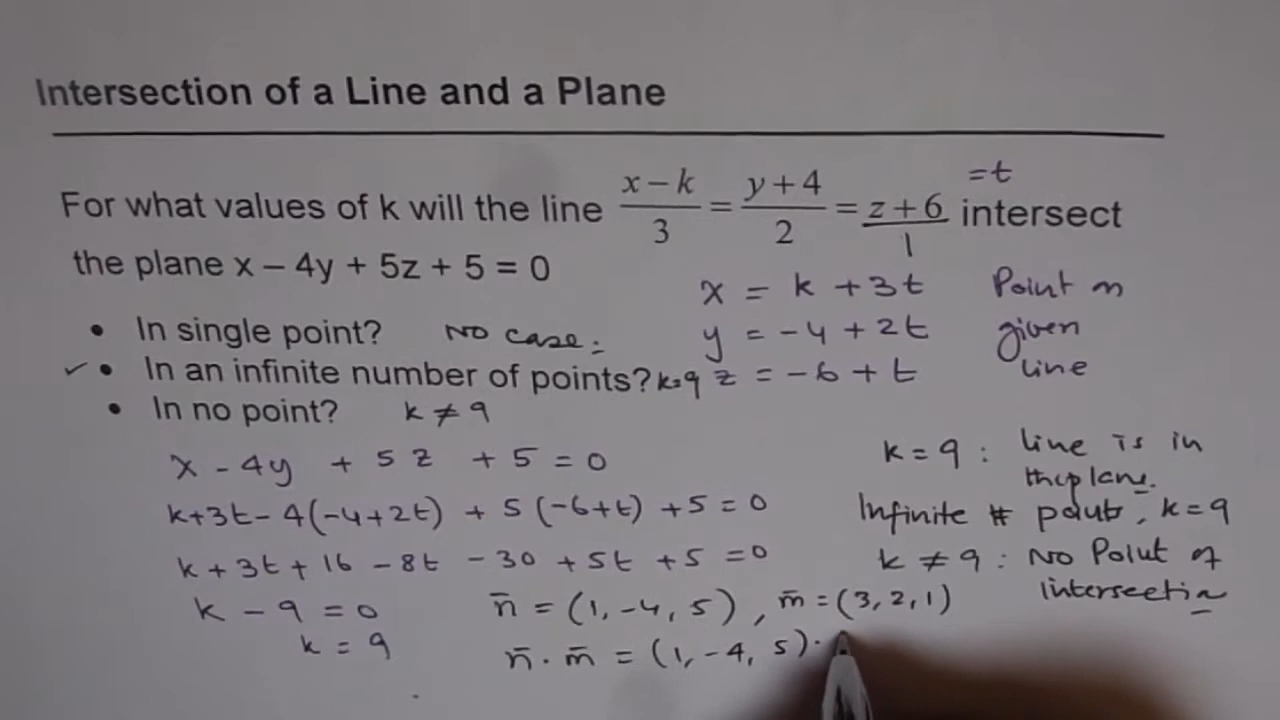 Intersection of a Line and a Plane
= t
For what values of k will the line x – k / 3 = y + 4 / 2 = z + 6 / 1 intersect
the plane x – 4y + 5z + 5 = 0
x = k + 3t Point on
• In single point? NO case: y = -4 + 2t given
✓ • In an infinite number of points? k=9 z = -6 + t line
• In no point? k ≠ 9
x - 4y + 5z + 5 = 0
k = 9 : line is in
the plane.
k+3t - 4(-4+2t) + 5(-6+t) + 5 = 0
Infinite # points, k = 9
k + 3t + 16 - 8t - 30 + 5t + 5 = 0
k ≠ 9 : No Point of
intersection
k - 9 = 0
n̄ = (1, -4, 5), m̄ = (3, 2, 1)
k = 9
n̄ . m̄ = (1, -4, 5) .